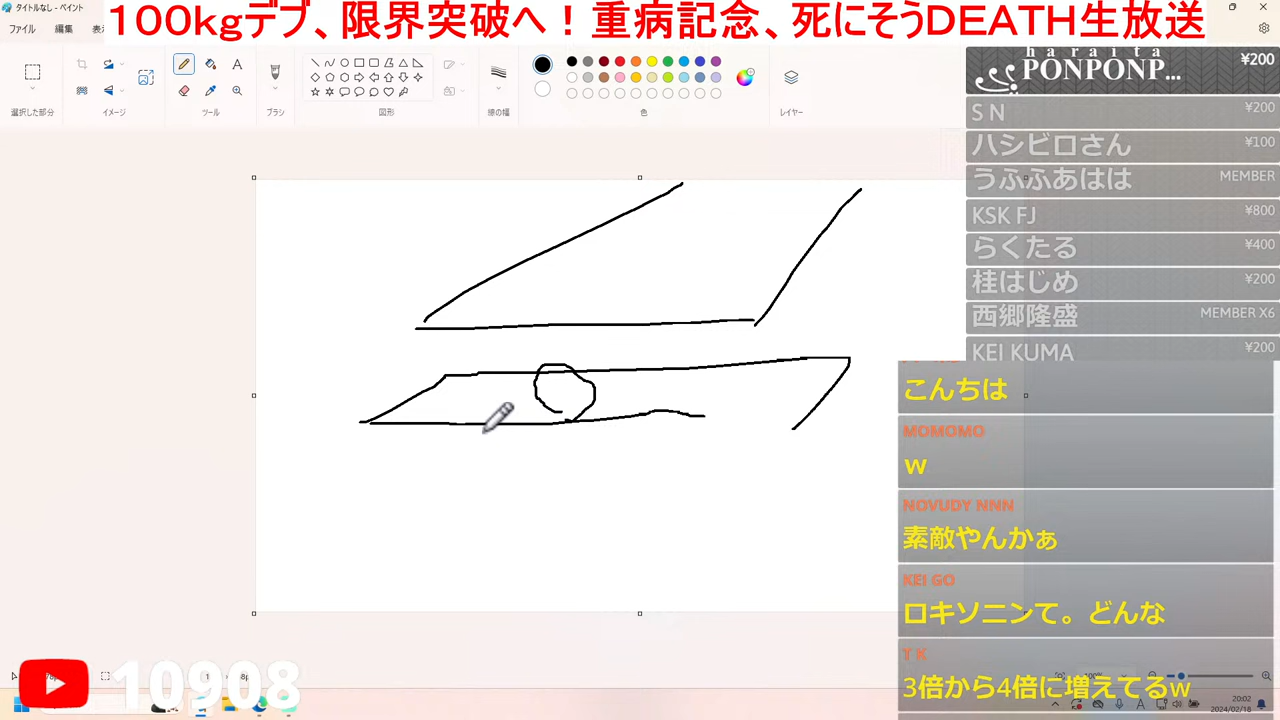 タイトルなし - ペイント
100kgデブ、限界突破へ！重病記念、死にそうDEATH生放送
ファイル
編集
選択した部分
イメージ
ツール
ブラシ
図形
線の幅
色
レイヤー
haraita
PONPONP...
¥200
S N
¥200
ハシビロさん
¥100
うふふあはは
MEMBER
KSK FJ
¥800
らくたる
¥400
桂はじめ
¥200
西郷隆盛
MEMBER X6
KEI KUMA
¥200
こんちは
MOMOMO
w
NOVUDY NNN
素敵やんかぁ
KEI GO
ロキソニンて。どんな
T K
3倍から4倍に増えてるw
10908
A
20:02
2024/02/18